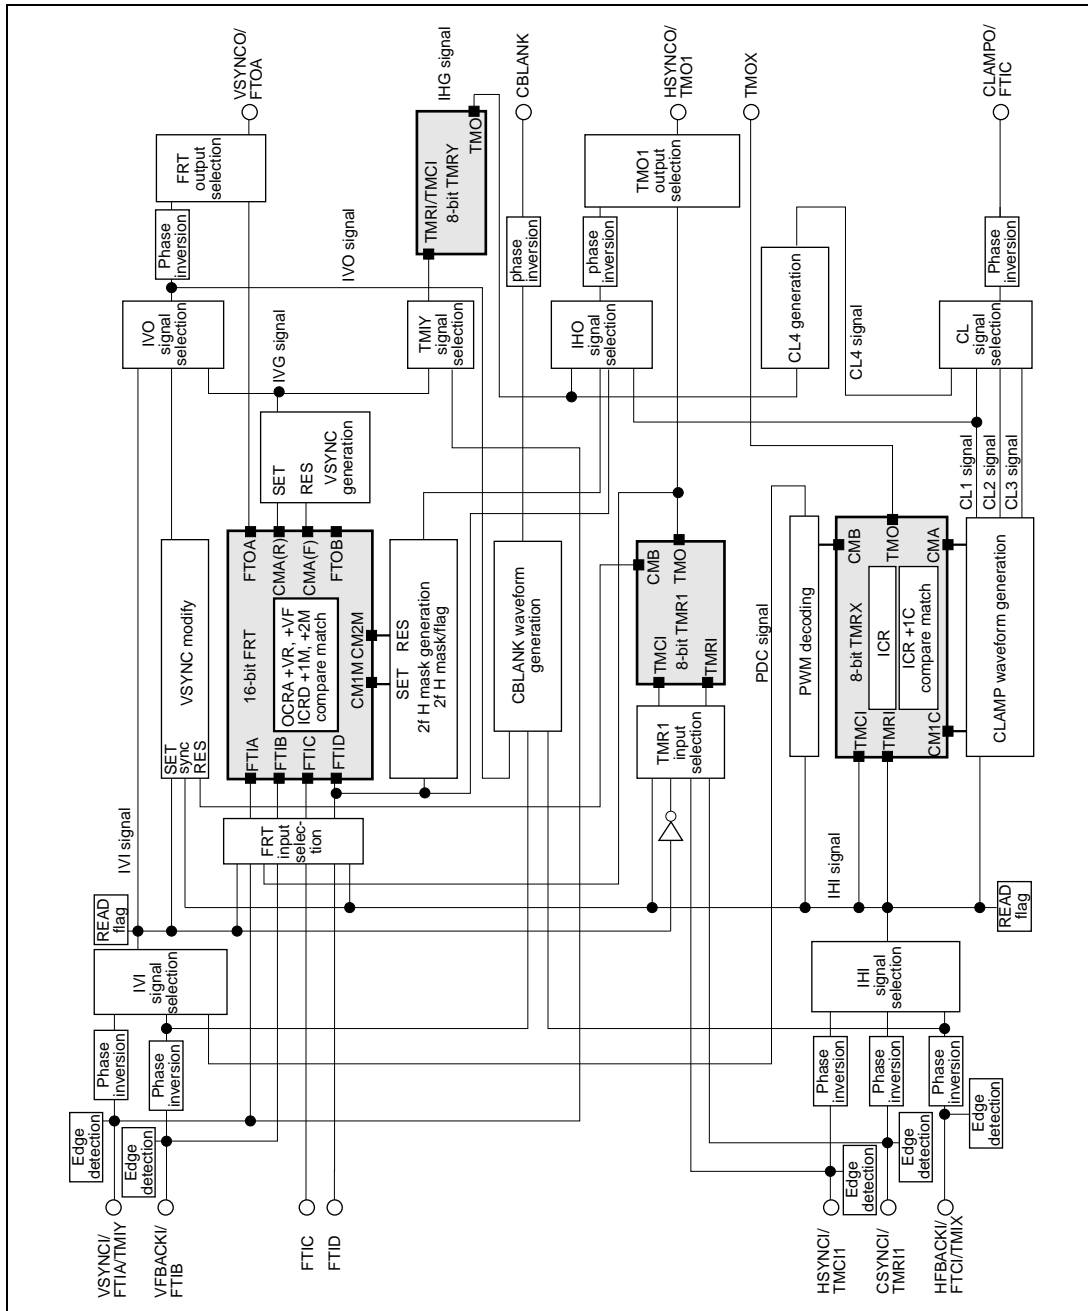 VSYNCO/
FTOA
IHG signal
CBLANK
HSYNCO/
TMO1
TMOX
CLAMPO/
FTIC
FRT
output
selection
TMO
TMRI/TMCI
8-bit TMRY
TMO1
output
selection
Phase
inversion
IVO signal
phase
inversion
phase
inversion
Phase
inversion
IVO
signal
selection
IVG signal
TMIY
signal
selection
IHO
signal
selection
CL4 generation
CL4 signal
CL
signal
selection
SET
RES
VSYNC
generation
CL1 signal
CL2 signal
CL3 signal
VSYNC modify
SET
sync
RES
16-bit FRT
FTOA
CMA(R)
CMA(F)
FTOB
OCRA +VR, +VF
ICRD +1M, +2M
compare match
CM1M CM2M
FTIA
FTIB
FTIC
FTID
SET RES
2f H mask generation
2f H mask/flag
CBLANK waveform
generation
CMB
TMO
TMCI
8-bit TMR1
TMRI
PDC signal
PWM decoding
CMB
TMO
CMA
8-bit TMRX
ICR
ICR +1C
compare match
TMCI
TMRI
CM1C
CLAMP waveform generation
TMR1
input
selection
FRT
input
selec-
tion
IVI signal
IHI signal
READ
flag
READ
flag
IVI
signal
selection
IHI
signal
selection
Phase
inversion
Phase
inversion
Phase
inversion
Phase
inversion
Phase
inversion
Edge
detection
Edge
detection
Edge
detection
Edge
detection
Edge
detection
VSYNCI/
FTIA/TMIY
VFBACKI/
FTIB
FTIC
FTID
HSYNCI/
TMCI1
CSYNCI/
TMRI1
HFBACKI/
FTCI/TMIX